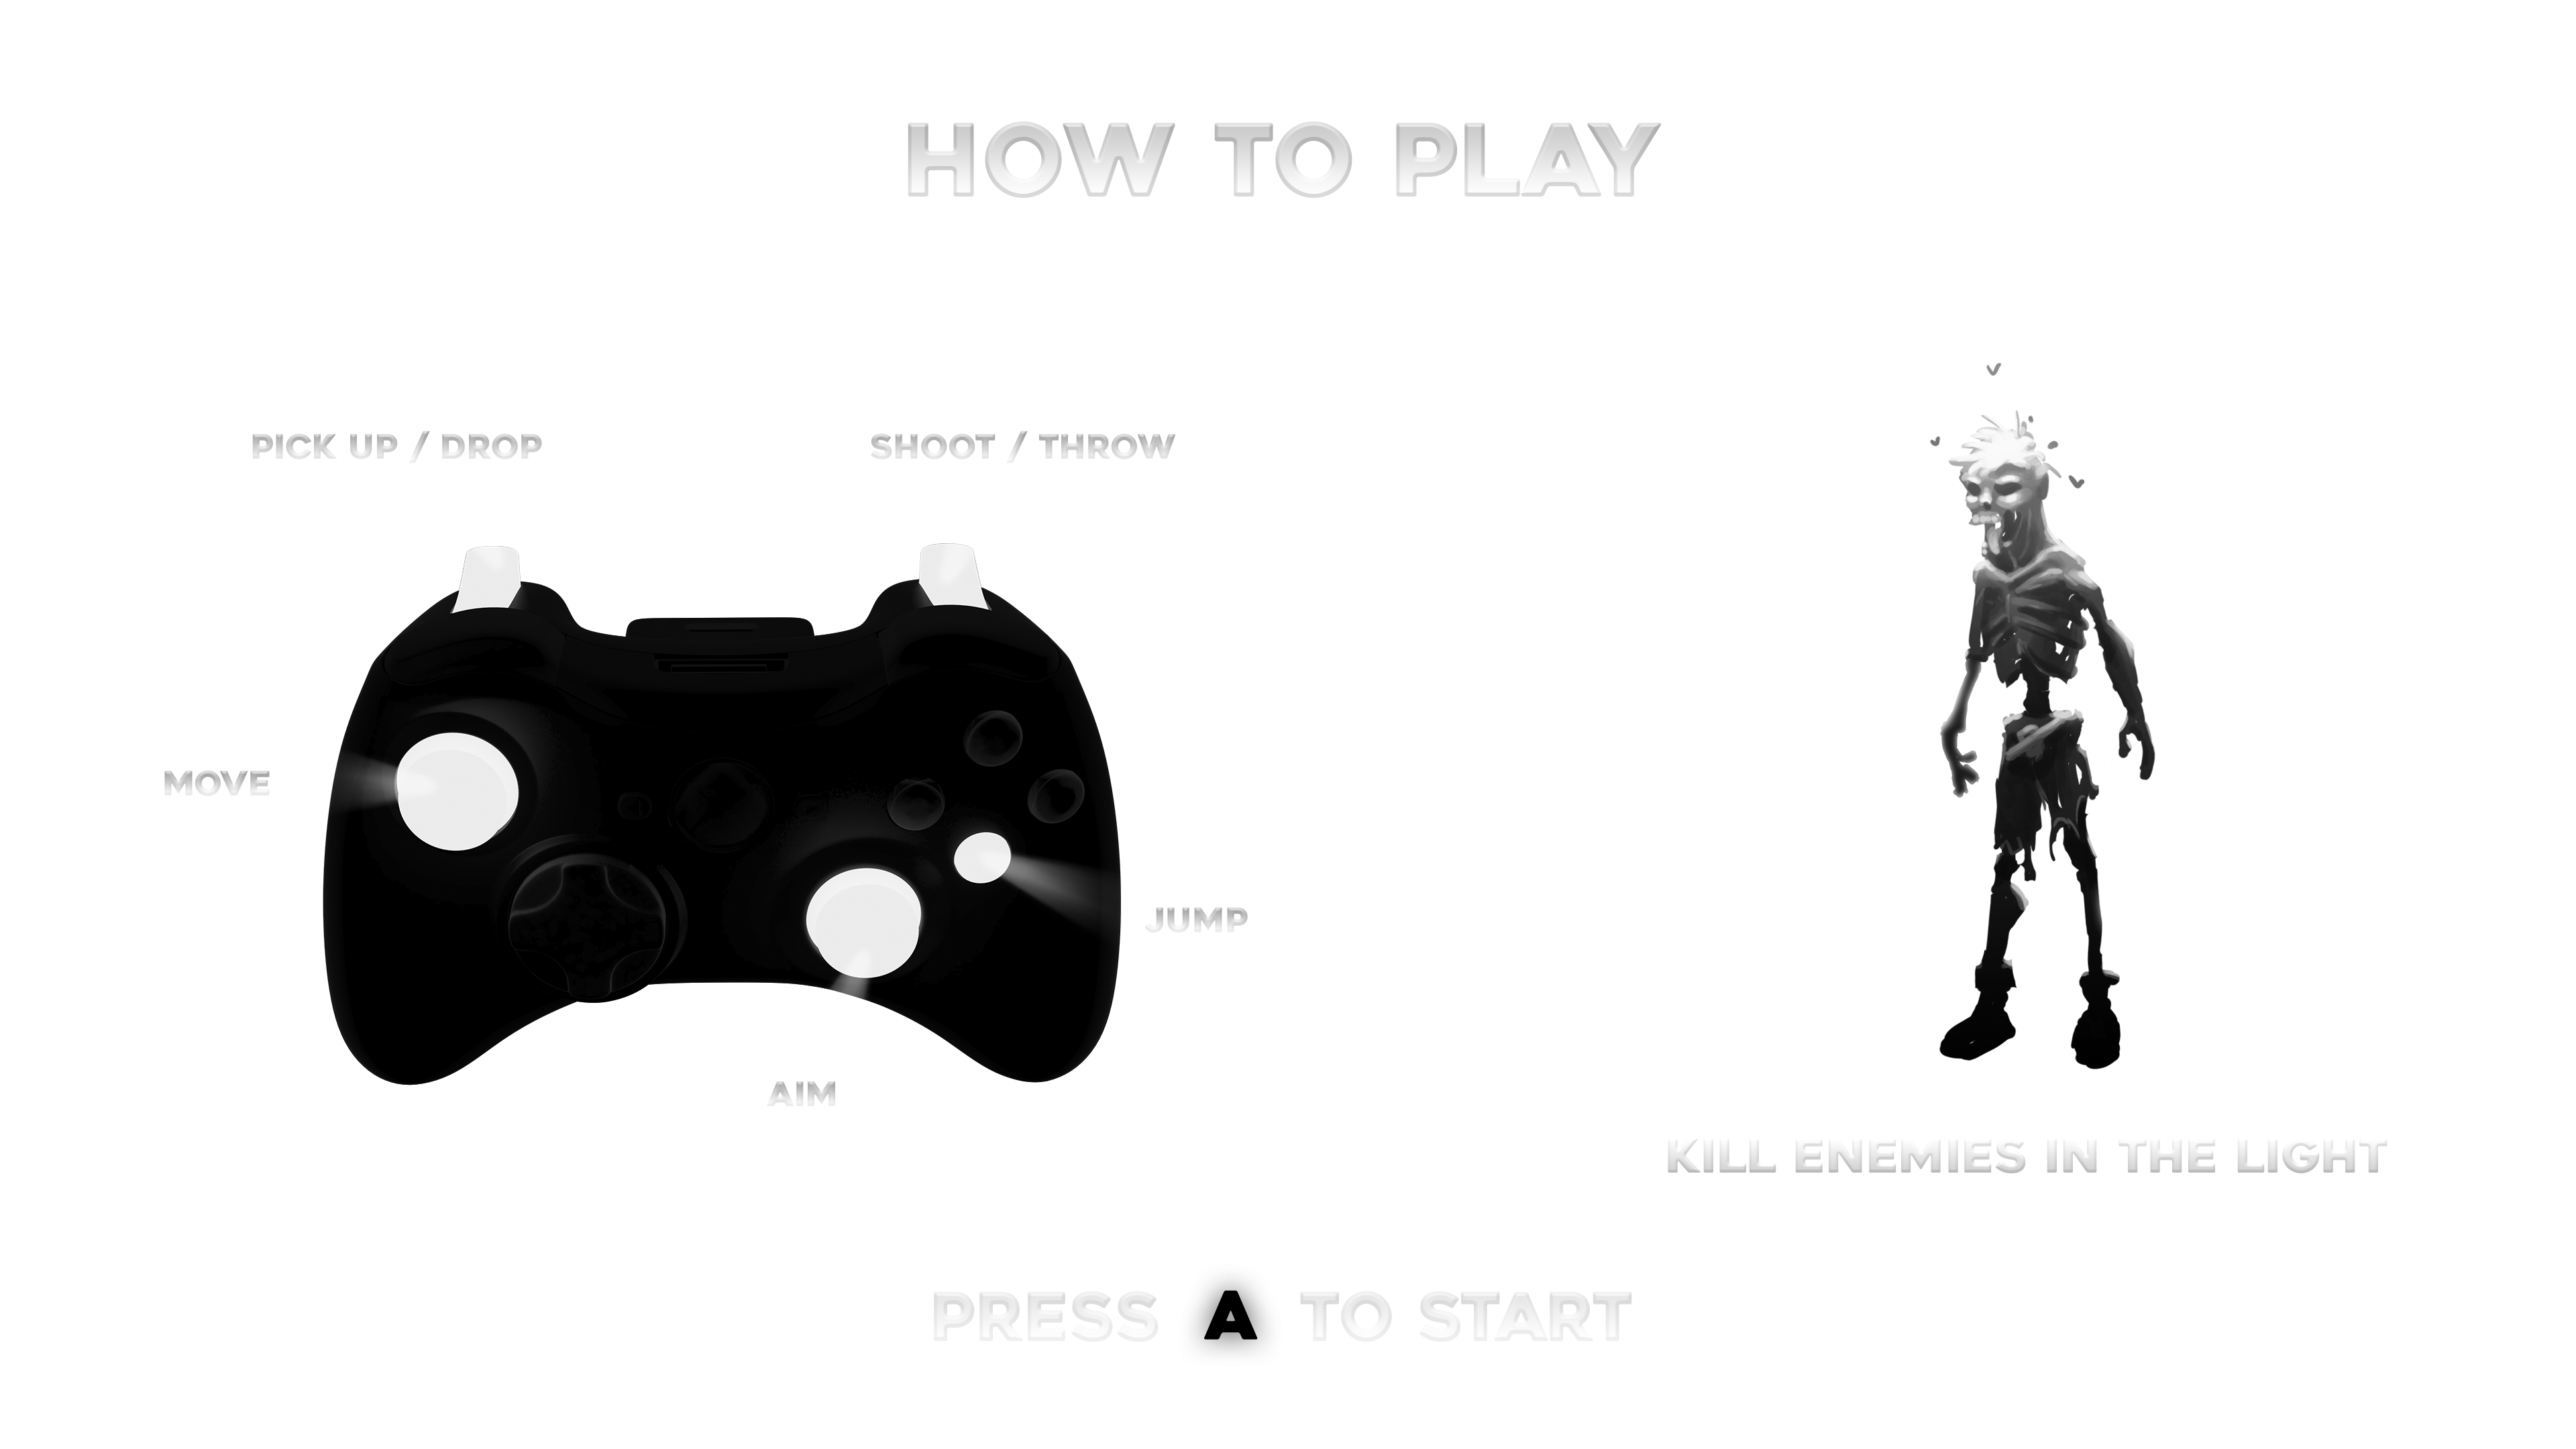 HOW TO PLAY
PICK UP / DROP
SHOOT / THROW
MOVE
JUMP
AIM
KILL ENEMIES IN THE LIGHT
PRESS A TO START